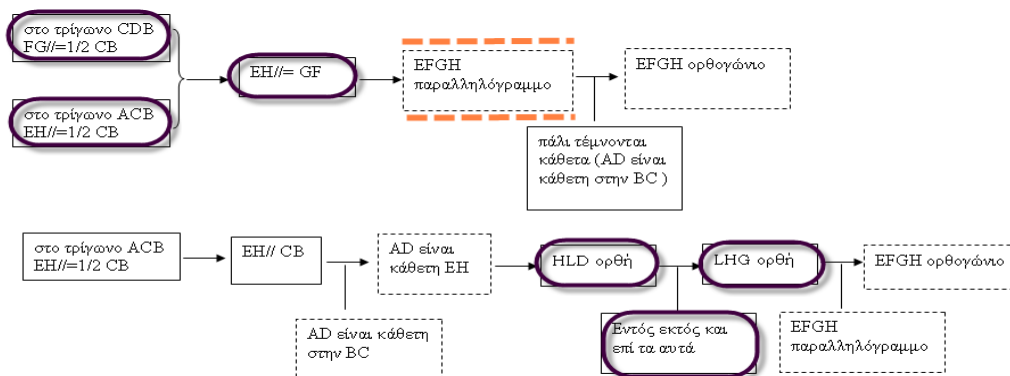 στο τρίγωνο CDB
FG//=1/2 CB
στο τρίγωνο ACB
EH//=1/2 CB
EH//= GF
EFGH
παραλληλόγραμμο
EFGH ορθογώνιο
πάλι τέμνονται
κάθετα (AD είναι
κάθετη στην BC )
στο τρίγωνο ACB
EH//=1/2 CB
EH// CB
AD είναι
κάθετη EH
AD είναι κάθετη
στην BC
HLD ορθή
Εντός εκτός και
επί τα αυτά
LHG ορθή
EFGH
παραλληλόγραμμο
EFGH ορθογώνιο